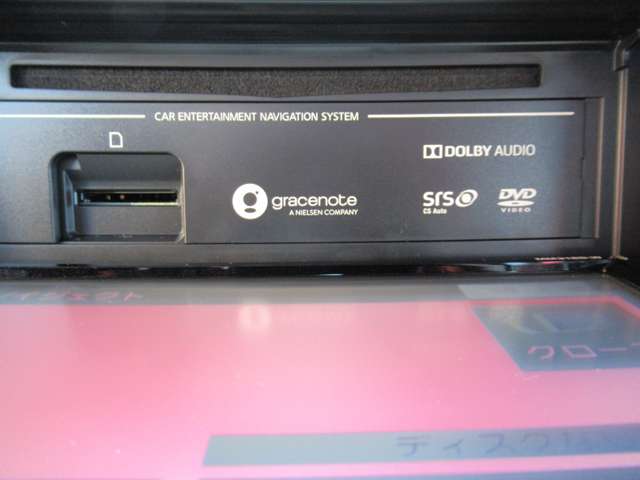 CAR ENTERTAINMENT NAVIGATION SYSTEM
DOLBY AUDIO
gracenote
A NIELSEN COMPANY
SRS
CS Auto
DVD
VIDEO
クローズ
ディスク